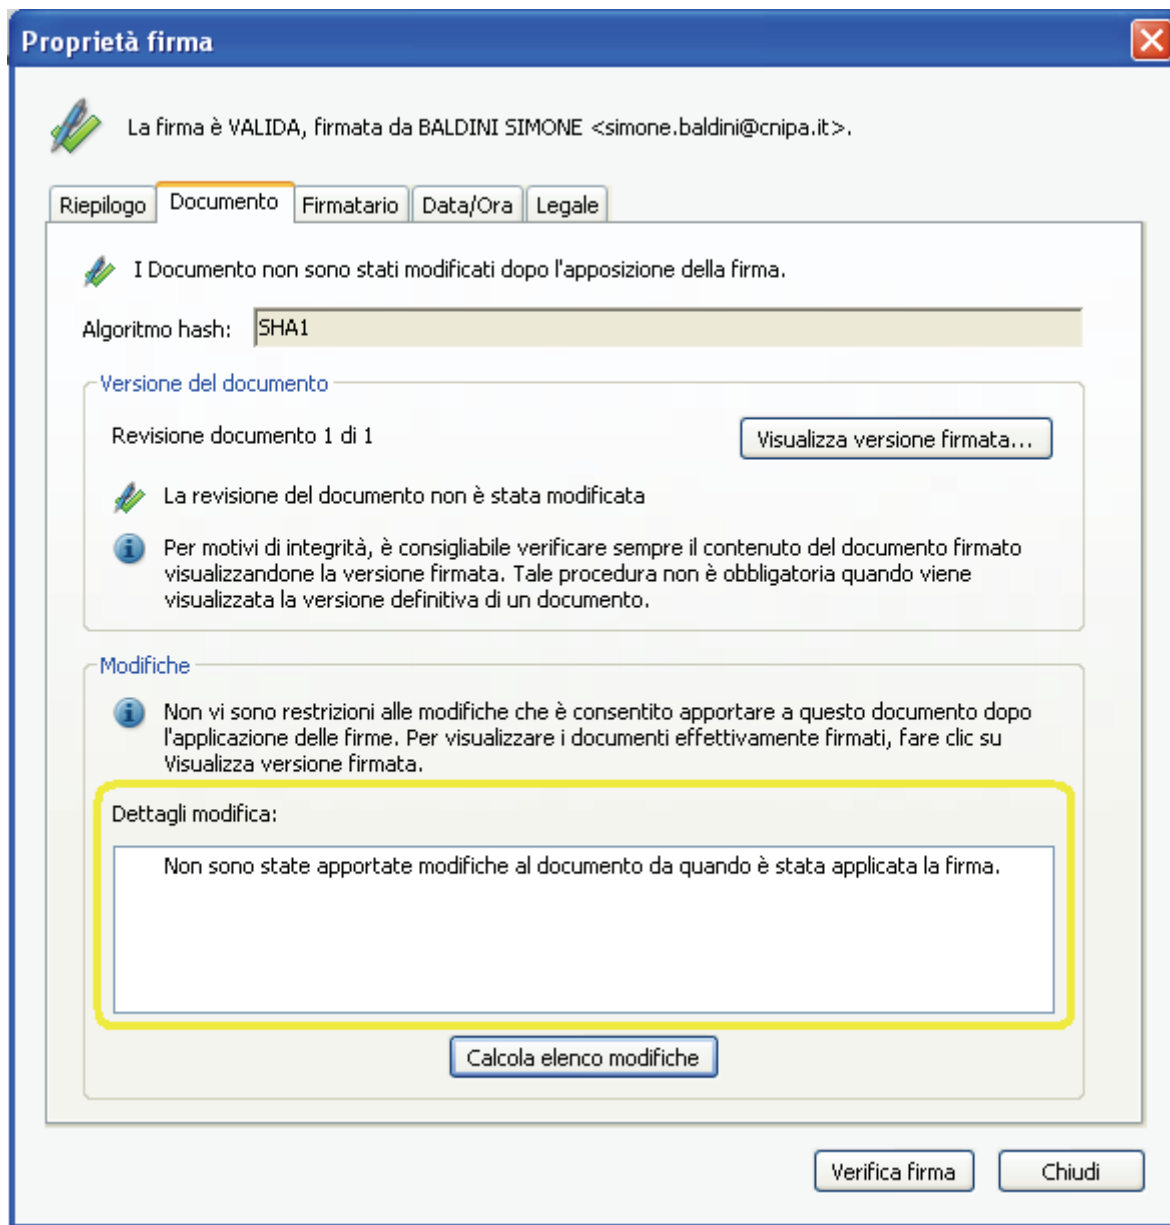 Proprietà firma
La firma è VALIDA, firmata da BALDINI SIMONE <simone.baldini@cnipa.it>.
Riepilogo Documento Firmatario Data/Ora Legale
I Documento non sono stati modificati dopo l'apposizione della firma.
Algoritmo hash: SHA1
Versione del documento
Revisione documento 1 di 1 Visualizza versione firmata...
La revisione del documento non è stata modificata
Per motivi di integrità, è consigliabile verificare sempre il contenuto del documento firmato
visualizzandone la versione firmata. Tale procedura non è obbligatoria quando viene
visualizzata la versione definitiva di un documento.
Modifiche
Non vi sono restrizioni alle modifiche che è consentito apportare a questo documento dopo
l'applicazione delle firme. Per visualizzare i documenti effettivamente firmati, fare clic su
Visualizza versione firmata.
Dettagli modifica:
Non sono state apportate modifiche al documento da quando è stata applicata la firma.
Calcola elenco modifiche
Verifica firma Chiudi